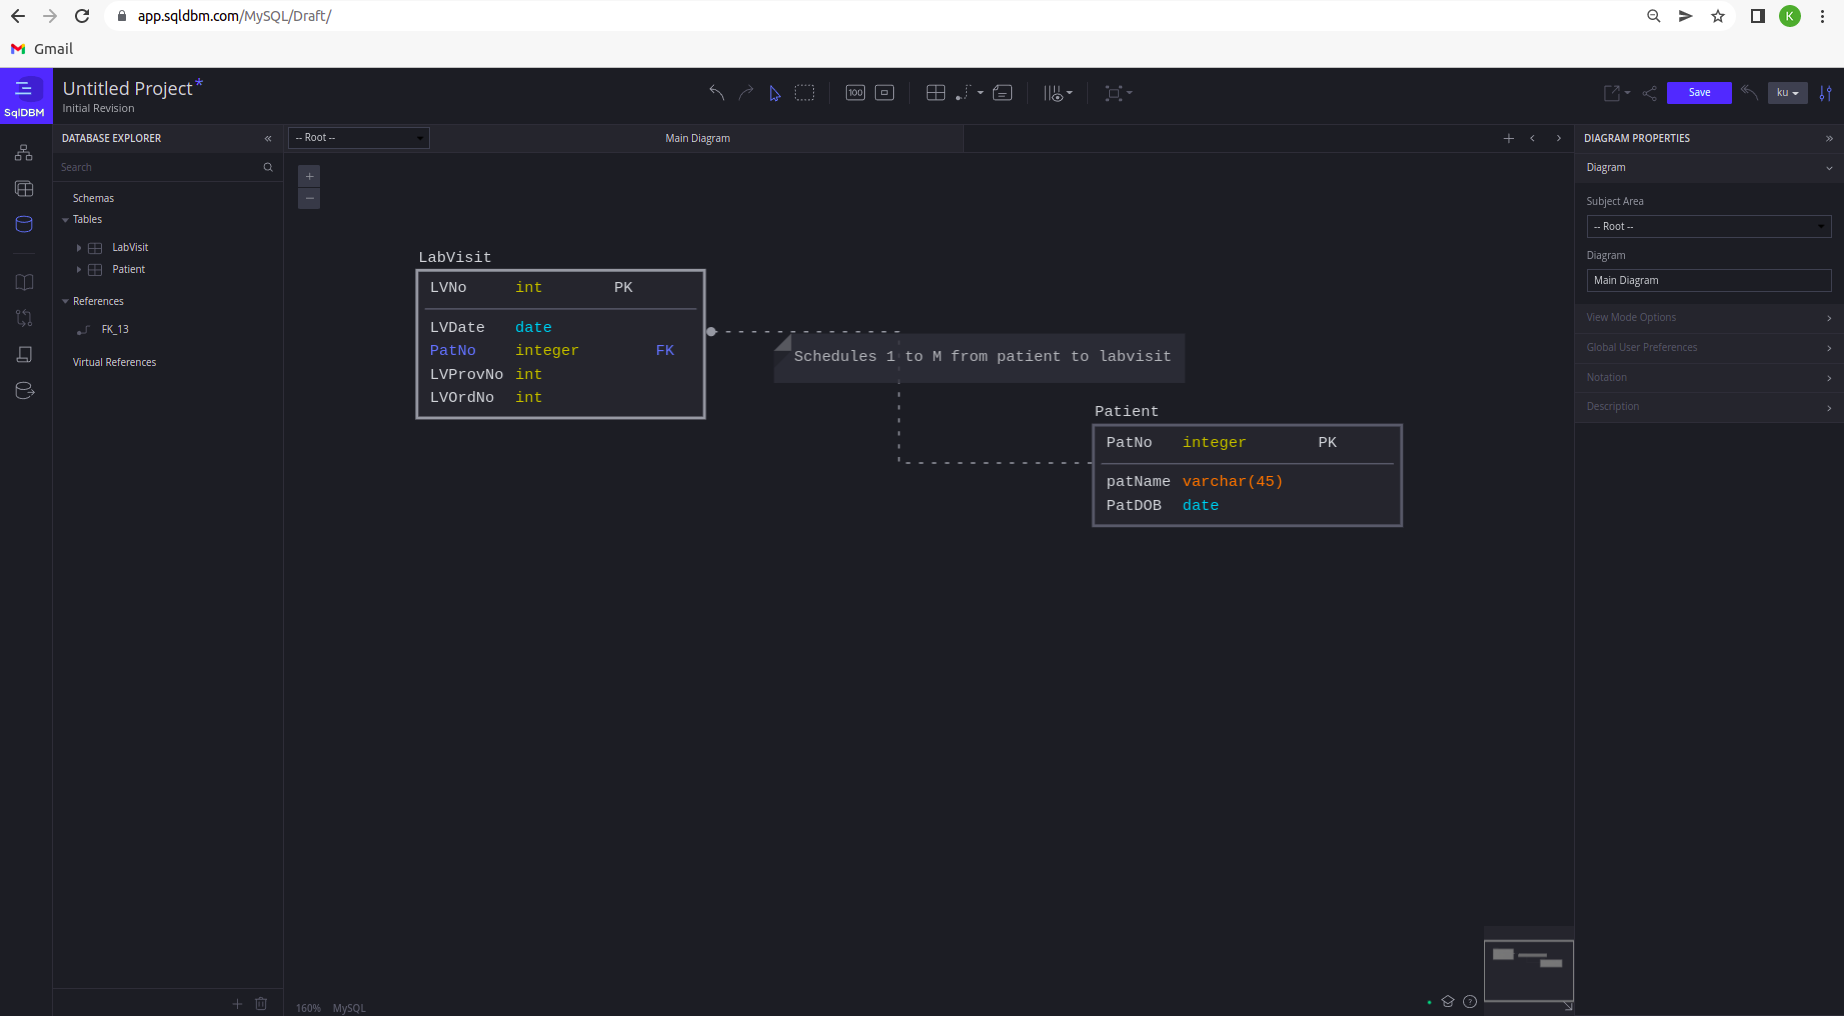 app.sqldbm.com/MySQL/Draft/
K
Gmail
SqlDBM
Untitled Project*
Initial Revision
100
Save
ku
DATABASE EXPLORER
-- Root --
Main Diagram
DIAGRAM PROPERTIES
Search
Diagram
Schemas
Tables
LabVisit
Patient
References
FK_13
Virtual References
Subject Area
-- Root --
Diagram
Main Diagram
View Mode Options
Global User Preferences
Notation
Description
LabVisit
LVNo int PK
LVDate date
PatNo integer FK
LVProvNo int
LVOrdNo int
Schedules 1 to M from patient to labvisit
Patient
PatNo integer PK
patName varchar(45)
PatDOB date
160% MySQL